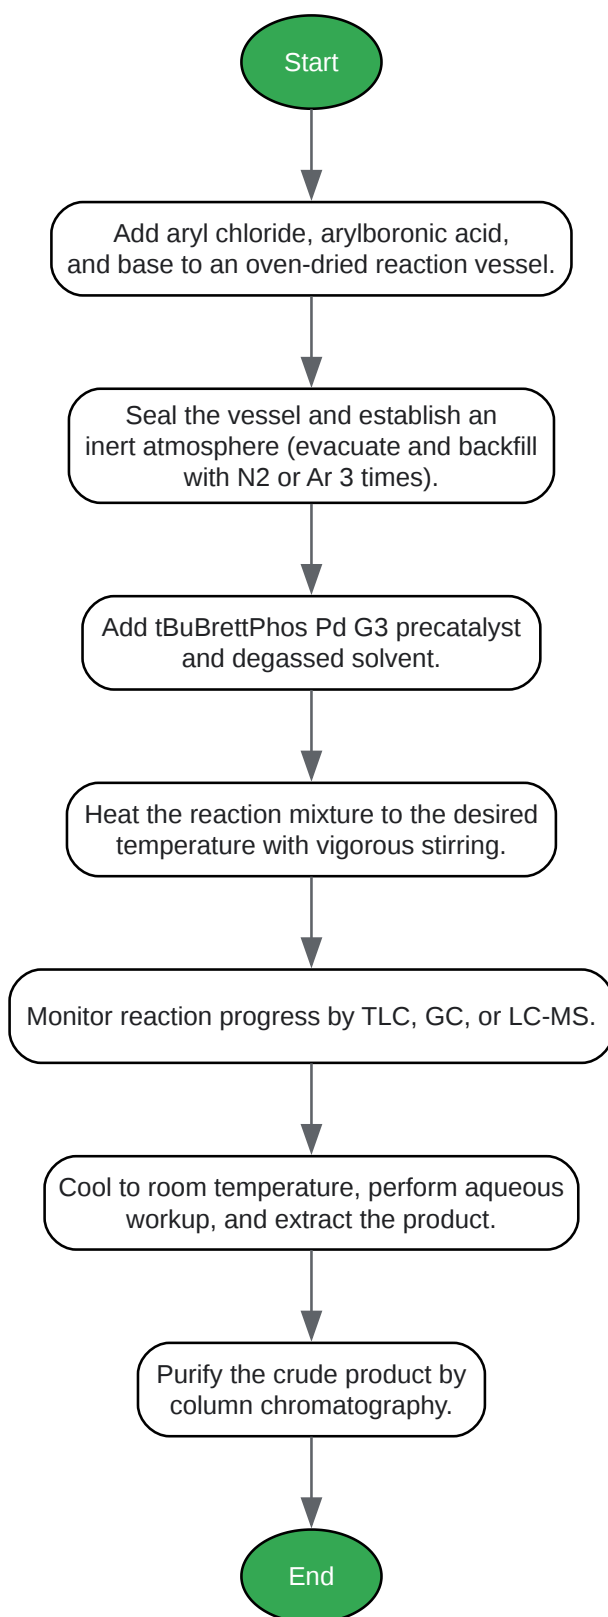 Start
Add aryl chloride, arylboronic acid,
and base to an oven-dried reaction vessel.
Seal the vessel and establish an
inert atmosphere (evacuate and backfill
with N2 or Ar 3 times).
Add tBuBrettPhos Pd G3 precatalyst
and degassed solvent.
Heat the reaction mixture to the desired
temperature with vigorous stirring.
Monitor reaction progress by TLC, GC, or LC-MS.
Cool to room temperature, perform aqueous
workup, and extract the product.
Purify the crude product by
column chromatography.
End